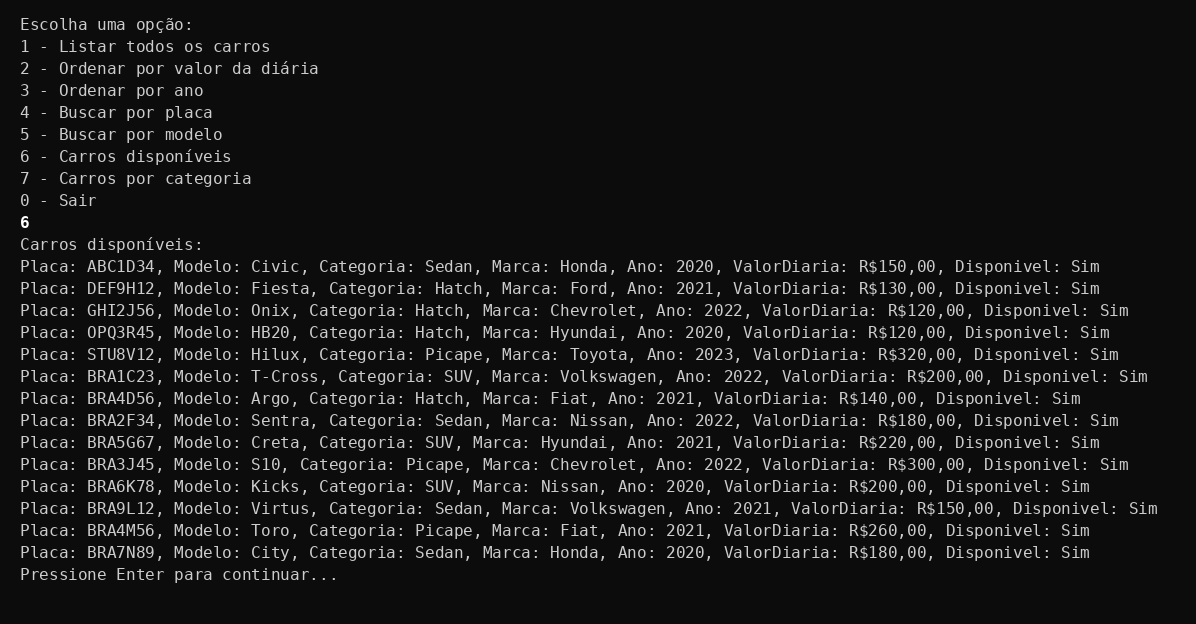 Escolha uma opção:
1 - Listar todos os carros
2 - Ordenar por valor da diária
3 - Ordenar por ano
4 - Buscar por placa
5 - Buscar por modelo
6 - Carros disponíveis
7 - Carros por categoria
0 - Sair
6
Carros disponíveis:
Placa: ABC1D34, Modelo: Civic, Categoria: Sedan, Marca: Honda, Ano: 2020, ValorDiaria: R$150,00, Disponivel: Sim
Placa: DEF9H12, Modelo: Fiesta, Categoria: Hatch, Marca: Ford, Ano: 2021, ValorDiaria: R$130,00, Disponivel: Sim
Placa: GHI2J56, Modelo: Onix, Categoria: Hatch, Marca: Chevrolet, Ano: 2022, ValorDiaria: R$120,00, Disponivel: Sim
Placa: OPQ3R45, Modelo: HB20, Categoria: Hatch, Marca: Hyundai, Ano: 2020, ValorDiaria: R$120,00, Disponivel: Sim
Placa: STU8V12, Modelo: Hilux, Categoria: Picape, Marca: Toyota, Ano: 2023, ValorDiaria: R$320,00, Disponivel: Sim
Placa: BRA1C23, Modelo: T-Cross, Categoria: SUV, Marca: Volkswagen, Ano: 2022, ValorDiaria: R$200,00, Disponivel: Sim
Placa: BRA4D56, Modelo: Argo, Categoria: Hatch, Marca: Fiat, Ano: 2021, ValorDiaria: R$140,00, Disponivel: Sim
Placa: BRA2F34, Modelo: Sentra, Categoria: Sedan, Marca: Nissan, Ano: 2022, ValorDiaria: R$180,00, Disponivel: Sim
Placa: BRA5G67, Modelo: Creta, Categoria: SUV, Marca: Hyundai, Ano: 2021, ValorDiaria: R$220,00, Disponivel: Sim
Placa: BRA3J45, Modelo: S10, Categoria: Picape, Marca: Chevrolet, Ano: 2022, ValorDiaria: R$300,00, Disponivel: Sim
Placa: BRA6K78, Modelo: Kicks, Categoria: SUV, Marca: Nissan, Ano: 2020, ValorDiaria: R$200,00, Disponivel: Sim
Placa: BRA9L12, Modelo: Virtus, Categoria: Sedan, Marca: Volkswagen, Ano: 2021, ValorDiaria: R$150,00, Disponivel: Sim
Placa: BRA4M56, Modelo: Toro, Categoria: Picape, Marca: Fiat, Ano: 2021, ValorDiaria: R$260,00, Disponivel: Sim
Placa: BRA7N89, Modelo: City, Categoria: Sedan, Marca: Honda, Ano: 2020, ValorDiaria: R$180,00, Disponivel: Sim
Pressione Enter para continuar...